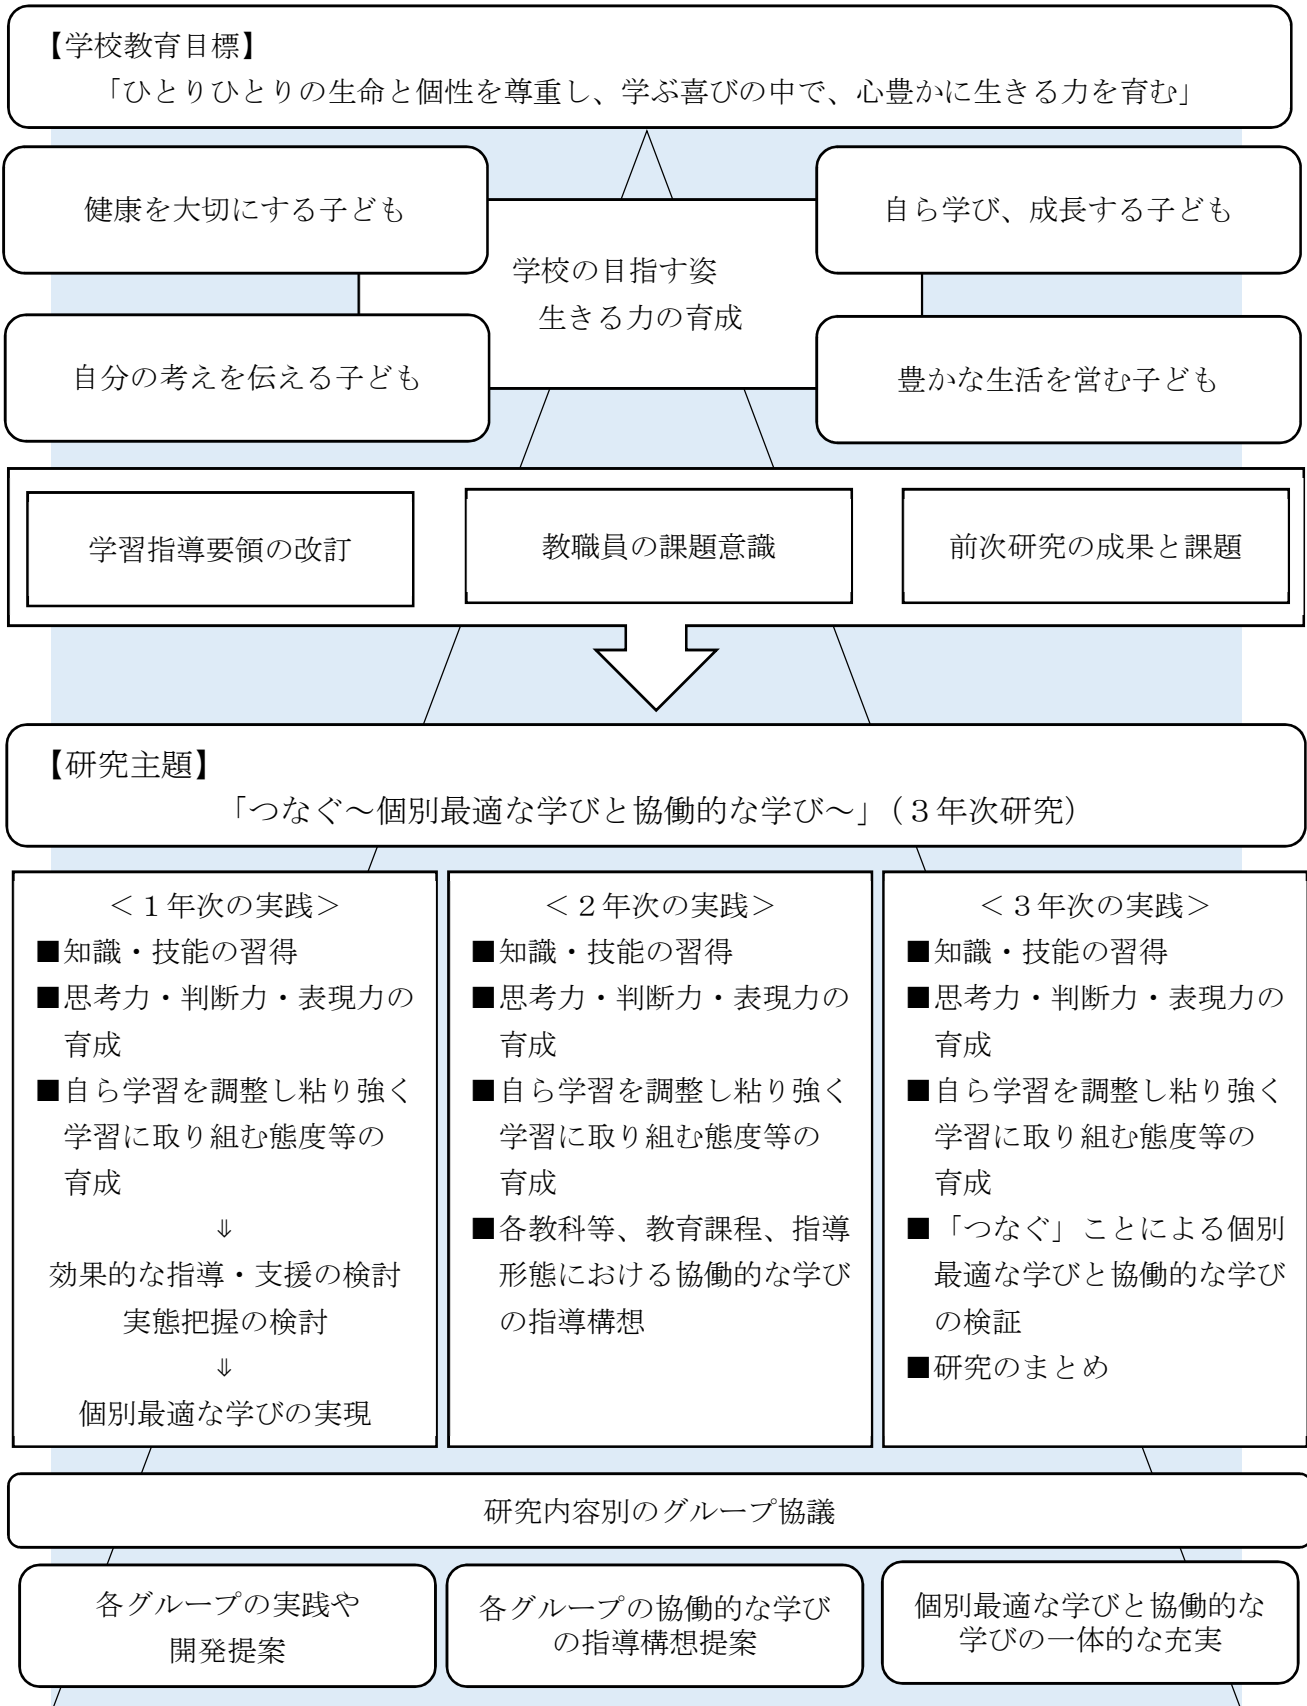 【学校教育目標】
「ひとりひとりの生命と個性を尊重し、学ぶ喜びの中で、心豊かに生きる力を育む」
健康を大切にする子ども
自ら学び、成長する子ども
学校の目指す姿
生きる力の育成
自分の考えを伝える子ども
豊かな生活を営む子ども
学習指導要領の改訂
教職員の課題意識
前次研究の成果と課題
【研究主題】
「つなぐ～個別最適な学びと協働的な学び～」（３年次研究）
＜１年次の実践＞
■知識・技能の習得
■思考力・判断力・表現力の
育成
■自ら学習を調整し粘り強く
学習に取り組む態度等の
育成
⇓
効果的な指導・支援の検討
実態把握の検討
⇓
個別最適な学びの実現
＜２年次の実践＞
■知識・技能の習得
■思考力・判断力・表現力の
育成
■自ら学習を調整し粘り強く
学習に取り組む態度等の
育成
■各教科等、教育課程、指導
形態における協働的な学び
の指導構想
＜３年次の実践＞
■知識・技能の習得
■思考力・判断力・表現力の
育成
■自ら学習を調整し粘り強く
学習に取り組む態度等の
育成
■「つなぐ」ことによる個別
最適な学びと協働的な学び
の検証
■研究のまとめ
研究内容別のグループ協議
各グループの実践や
開発提案
各グループの協働的な学び
の指導構想提案
個別最適な学びと協働的な
学びの一体的な充実